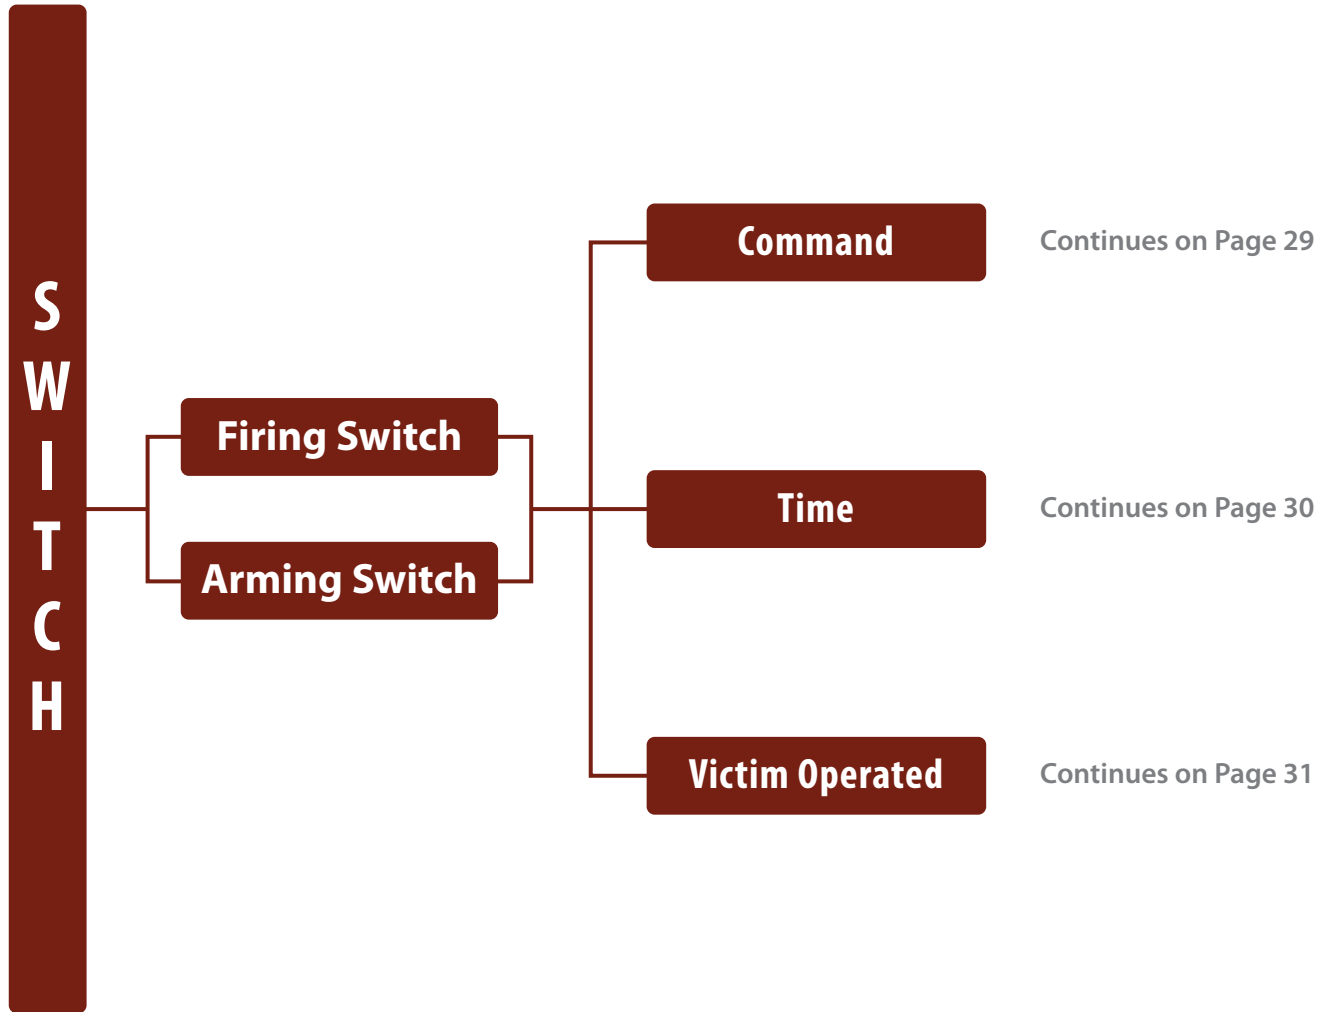 SWITCH
Firing Switch
Arming Switch
Command
Continues on Page 29
Time
Continues on Page 30
Victim Operated
Continues on Page 31